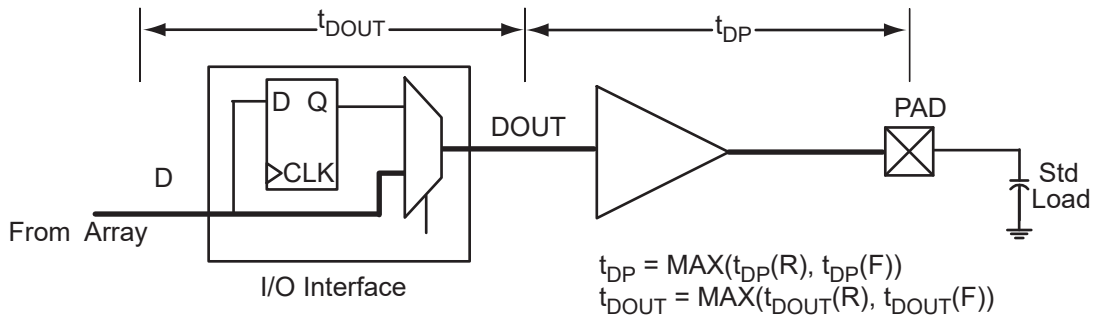 tDOUT
tDP
D Q
CLK
PAD
DOUT
D
Std
Load
From Array
I/O Interface
tDP = MAX(tDP(R), tDP(F))
tDOUT = MAX(tDOUT(R), tDOUT(F))